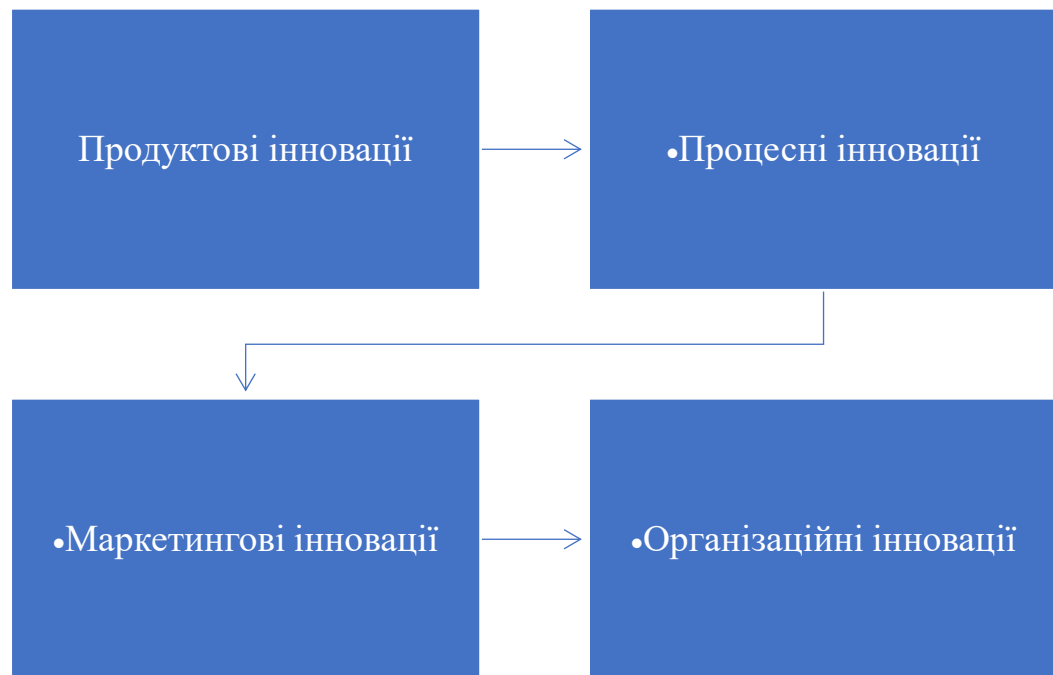 Продуктові інновації
•Процесні інновації
•Маркетингові інновації
•Організаційні інновації